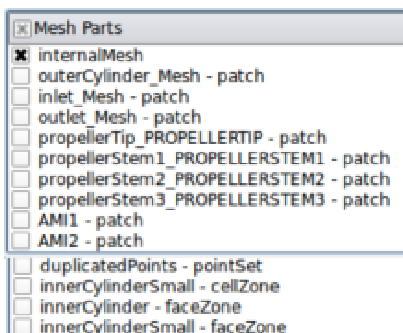 Mesh Parts
internalMesh
outerCylinder_Mesh - patch
inlet_Mesh - patch
outlet_Mesh - patch
propellerTip_PROPELLERTIP - patch
propellerStem1_PROPELLERSTEM1 - patch
propellerStem2_PROPELLERSTEM2 - patch
propellerStem3_PROPELLERSTEM3 - patch
AMI1 - patch
AMI2 - patch
duplicatedPoints - pointSet
innerCylinderSmall - cellZone
innerCylinder - faceZone
innerCylinderSmall - faceZone